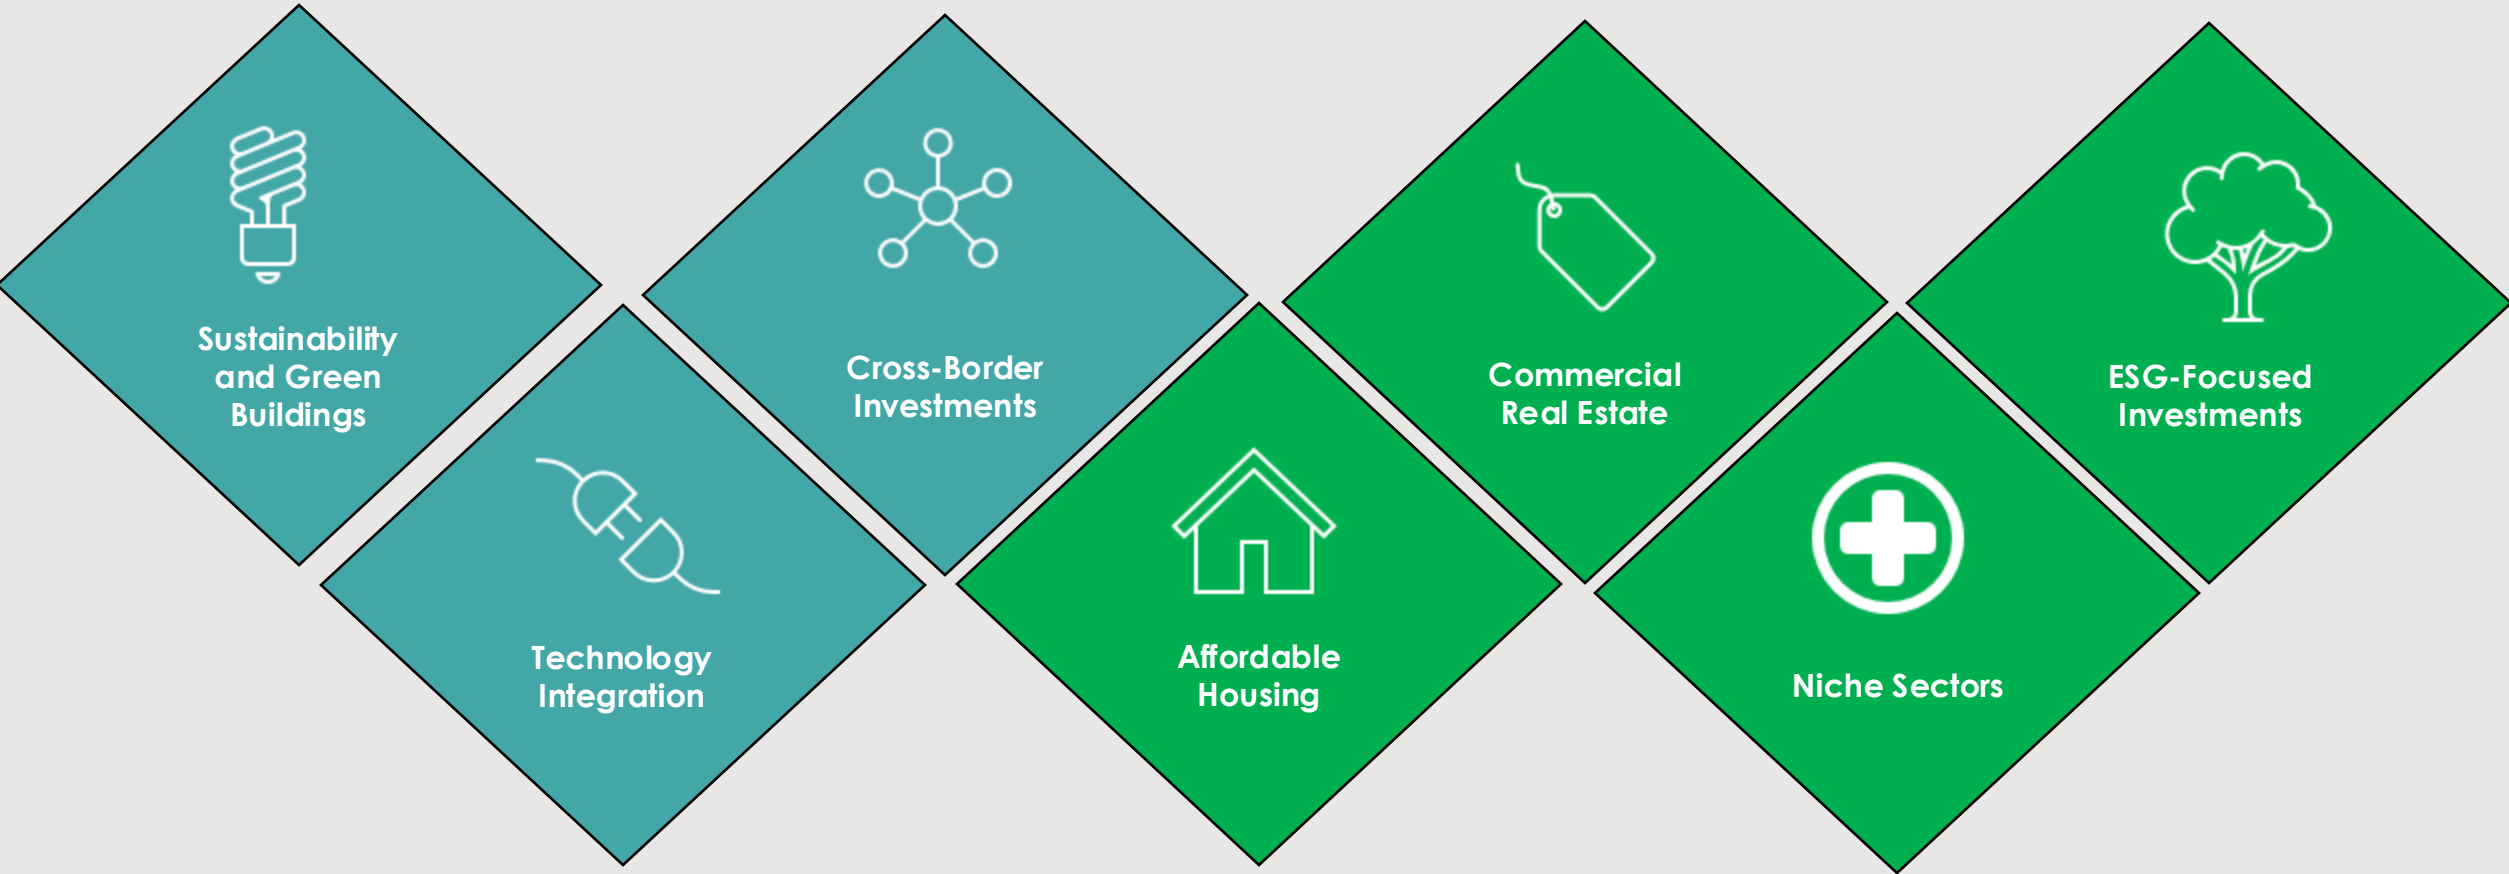 Sustainability
and Green
Buildings
Technology
Integration
Cross-Border
Investments
Affordable
Housing
Commercial
Real Estate
Niche Sectors
ESG-Focused
Investments